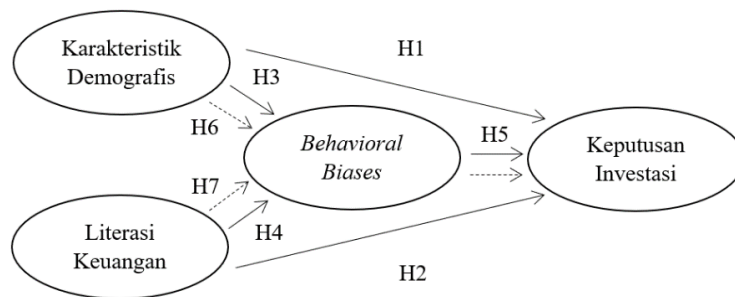 Karakteristik
Demografis
H1
H3
H6
Behavioral
Biases
H5
Keputusan
Investasi
H7
H4
Literasi
Keuangan
H2